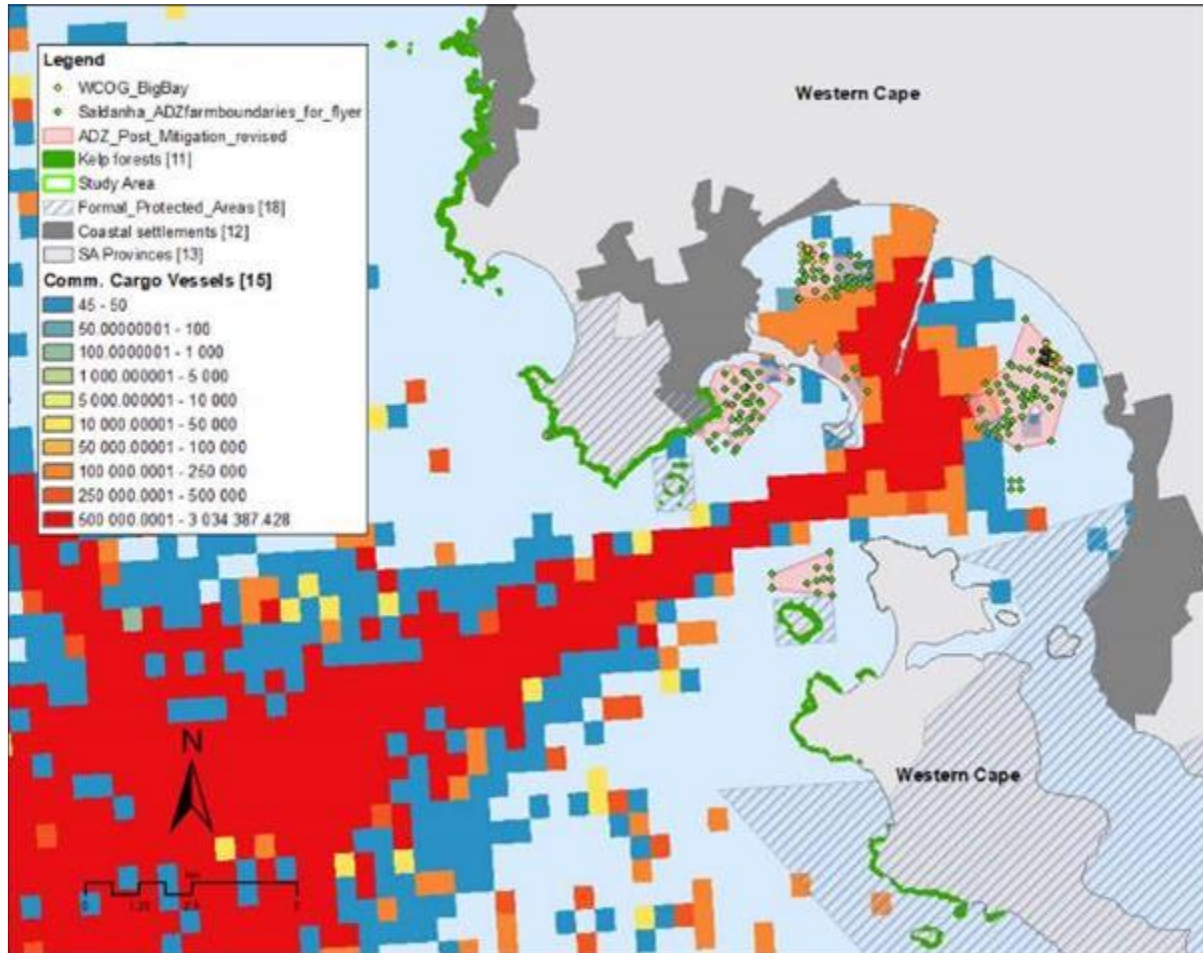 Legend
WCOG_BigBay
Saldanha_ADZfarmboundaries_for_flyer
ADZ_Post_Mitigation_revised
Kelp forests [11]
Study Area
Formal_Protected_Areas [18]
Coastal settlements [12]
SA Provinces [13]
Comm. Cargo Vessels [15]
45 - 50
50.00000001 - 100
100.0000001 - 1 000
1 000.000001 - 5 000
5 000.000001 - 10 000
10 000.00001 - 50 000
50 000.00001 - 100 000
100 000.0001 - 250 000
250 000.0001 - 500 000
500 000.0001 - 3 034 387.428
Western Cape
Western Cape
N
0